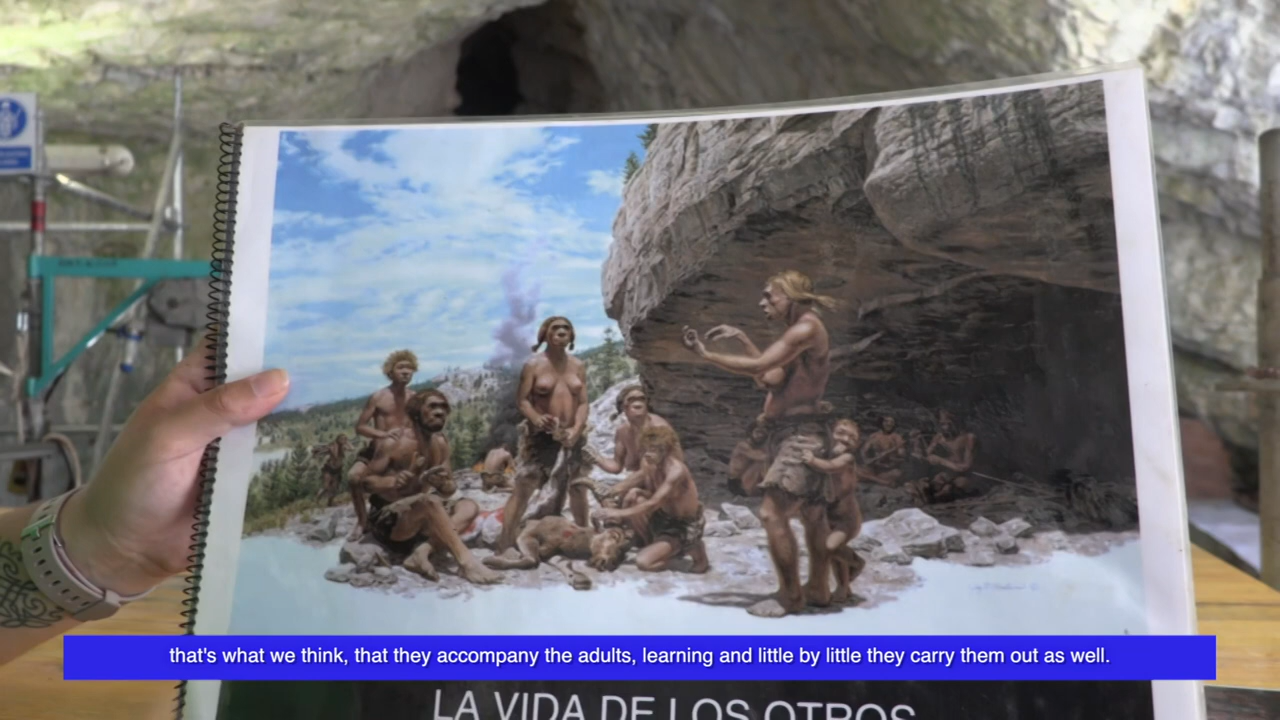 that's what we think, that they accompany the adults, learning and little by little they carry them out as well.
LA VIDA DE LOS OTROS